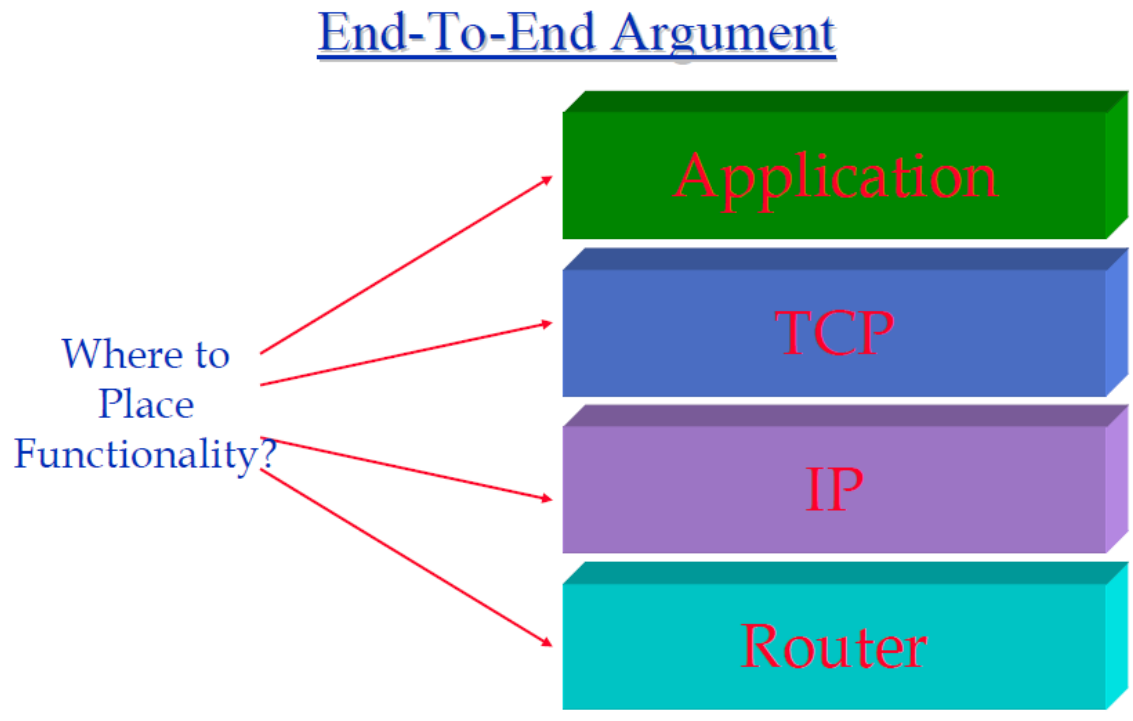 End-To-End Argument
Application
TCP
Where to
Place
Functionality?
IP
Router